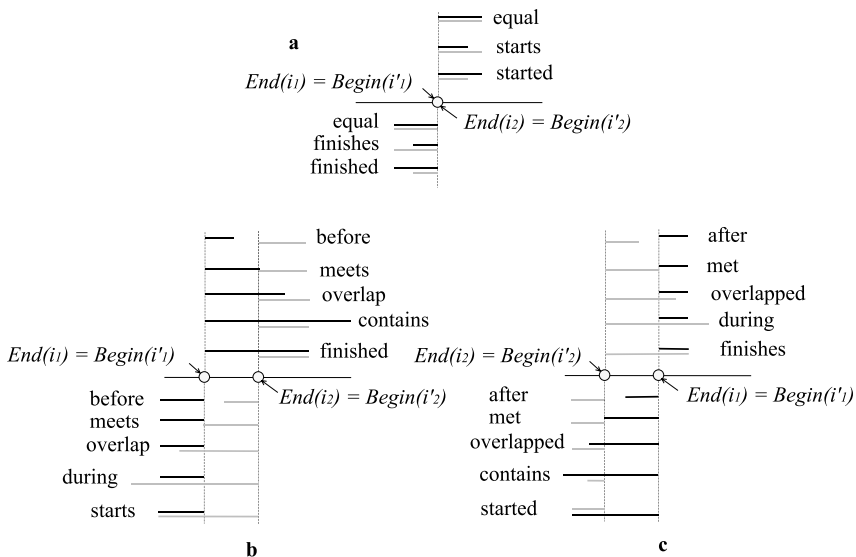 equal
a
starts
started
End(i1) = Begin(i'1)
End(i2) = Begin(i'2)
equal
finishes
finished
before
meets
overlap
contains
finished
End(i1) = Begin(i'1)
End(i2) = Begin(i'2)
before
meets
overlap
during
starts
b
after
met
overlapped
during
finishes
End(i2) = Begin(i'2)
End(i1) = Begin(i'1)
after
met
overlapped
contains
started
c